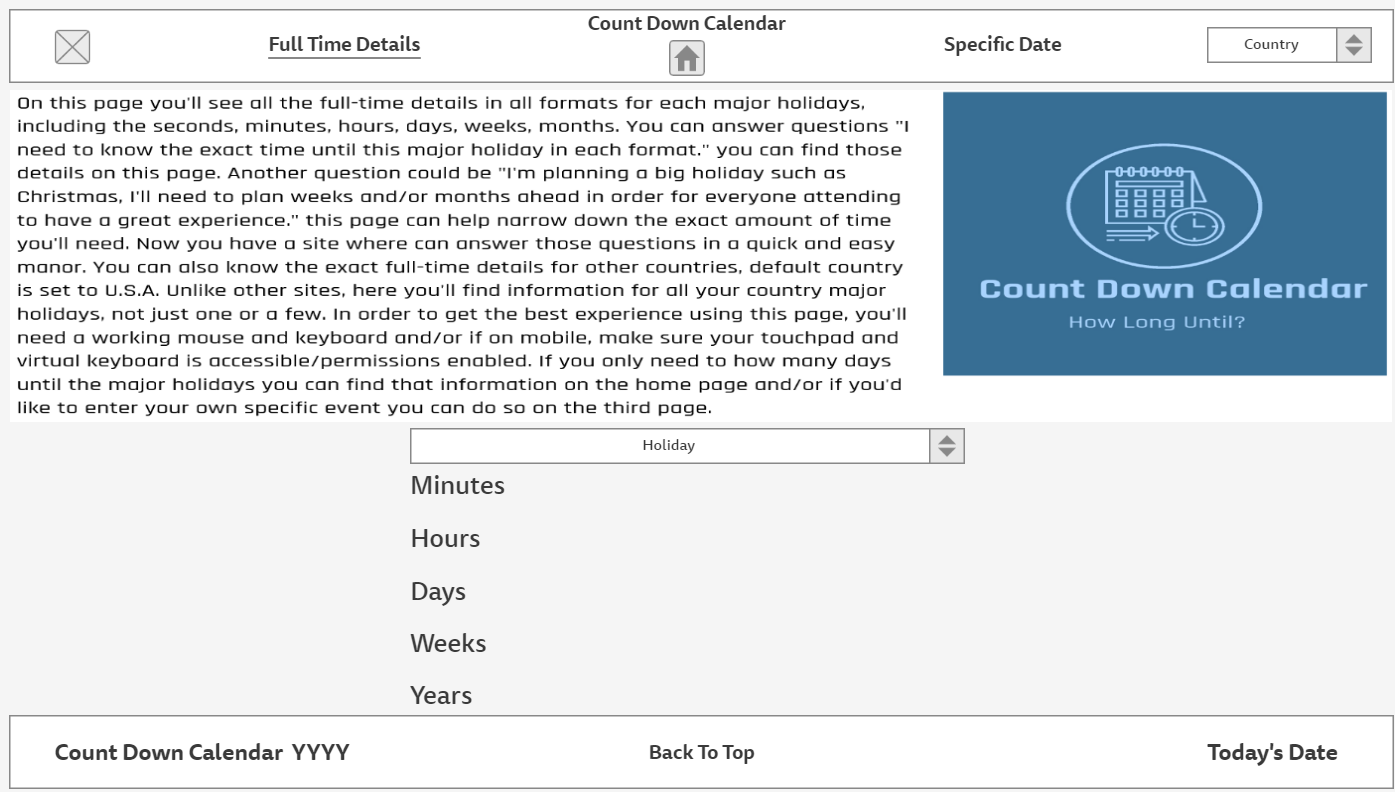 Count Down Calendar
Full Time Details
Specific Date
Country
On this page you'll see all the full-time details in all formats for each major holidays,
including the seconds, minutes, hours, days, weeks, months. You can answer questions "I
need to know the exact time until this major holiday in each format." you can find those
details on this page. Another question could be "I'm planning a big holiday such as
Christmas, I'll need to plan weeks and/or months ahead in order for everyone attending
to have a great experience." this page can help narrow down the exact amount of time
you'll need. Now you have a site where can answer those questions in a quick and easy
manor. You can also know the exact full-time details for other countries, default country
is set to U.S.A. Unlike other sites, here you'll find information for all your country major
holidays, not just one or a few. In order to get the best experience using this page, you'll
need a working mouse and keyboard and/or if on mobile, make sure your touchpad and
virtual keyboard is accessible/permissions enabled. If you only need to how many days
until the major holidays you can find that information on the home page and/or if you'd
like to enter your own specific event you can do so on the third page.
Count Down Calendar
How Long Until?
Holiday
Minutes
Hours
Days
Weeks
Years
Count Down Calendar YYYY
Back To Top
Today's Date